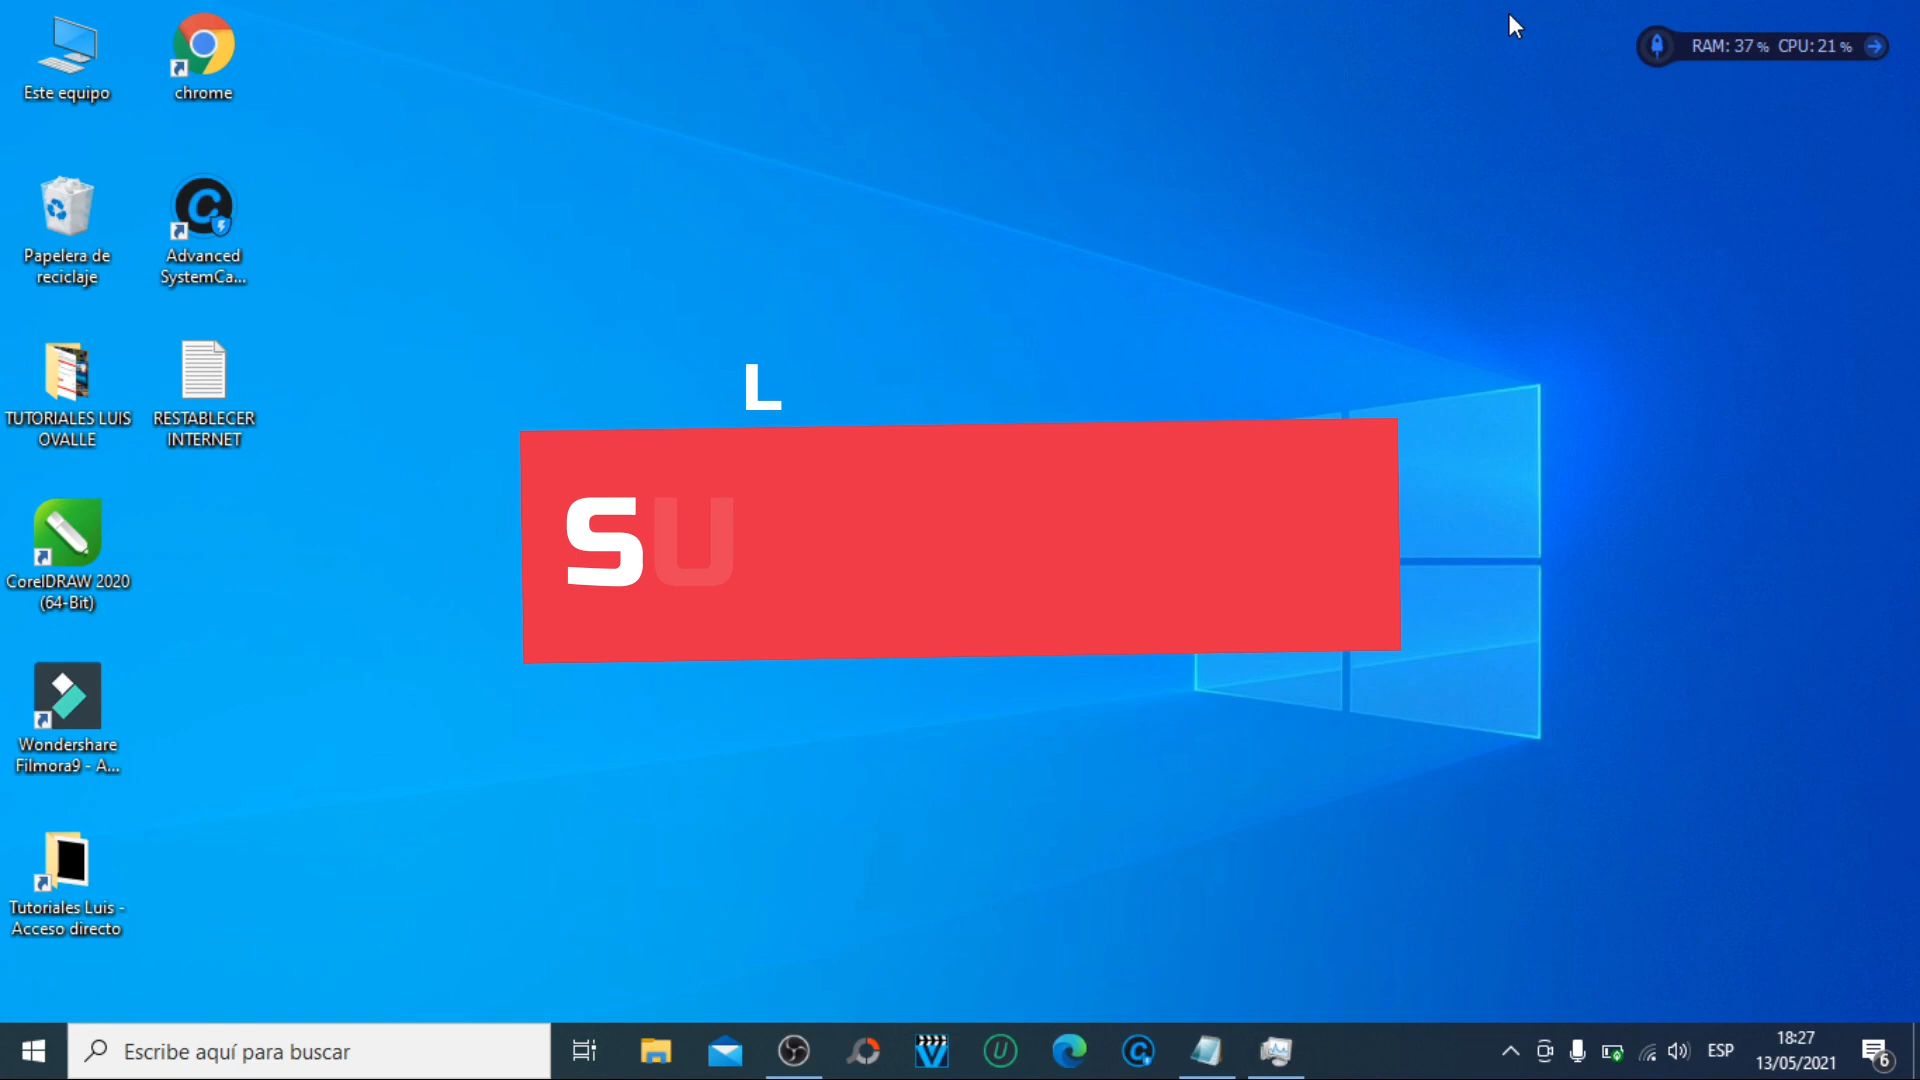 Este equipo
chrome
RAM: 37% CPU: 21%
Papelera de
reciclaje
Advanced
SystemCa...
TUTORIALES LUIS
OVALLE
RESTABLECER
INTERNET
L
SU
CorelDRAW 2020
(64-Bit)
Wondershare
Filmora9 - A...
Tutoriales Luis -
Acceso directo
Escribe aquí para buscar
ESP
18:27
13/05/2021
6